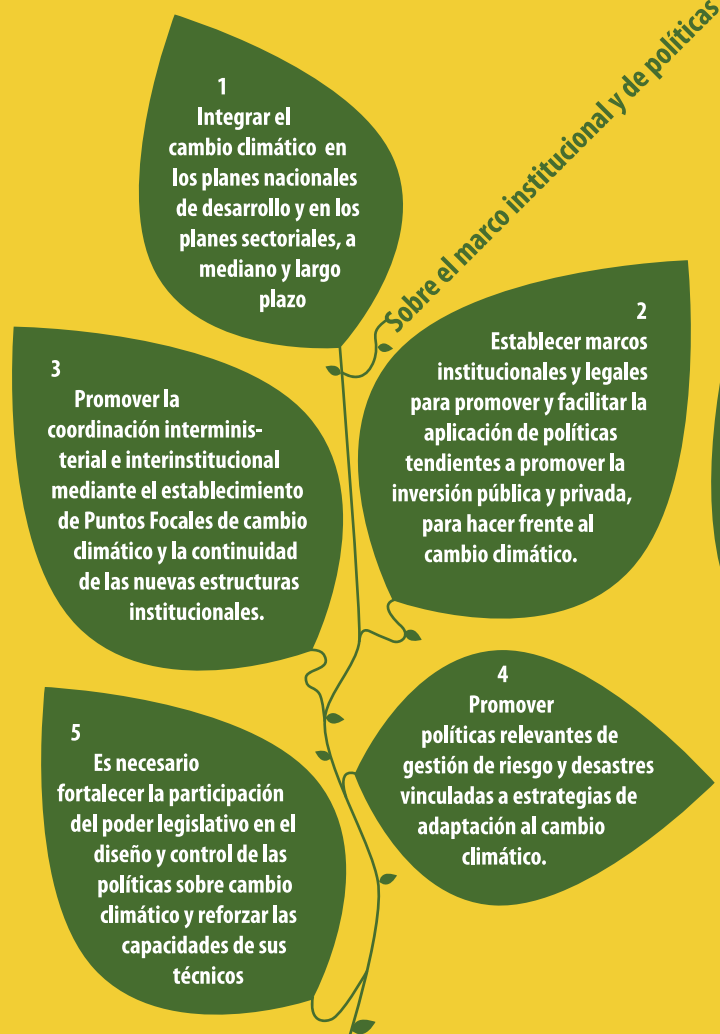 Sobre el marco institucional y de políticas
1
Integrar el
cambio climático en
los planes nacionales
de desarrollo y en los
planes sectoriales, a
mediano y largo
plazo
2
Establecer marcos
institucionales y legales
para promover y facilitar la
aplicación de políticas
tendientes a promover la
inversión pública y privada,
para hacer frente al
cambio climático.
3
Promover la
coordinación interminis-
terial e interinstitucional
mediante el establecimiento
de Puntos Focales de cambio
climático y la continuidad
de las nuevas estructuras
institucionales.
4
Promover
políticas relevantes de
gestión de riesgo y desastres
vinculadas a estrategias de
adaptación al cambio
climático.
5
Es necesario
fortalecer la participación
del poder legislativo en el
diseño y control de las
políticas sobre cambio
climático y reforzar las
capacidades de sus
técnicos